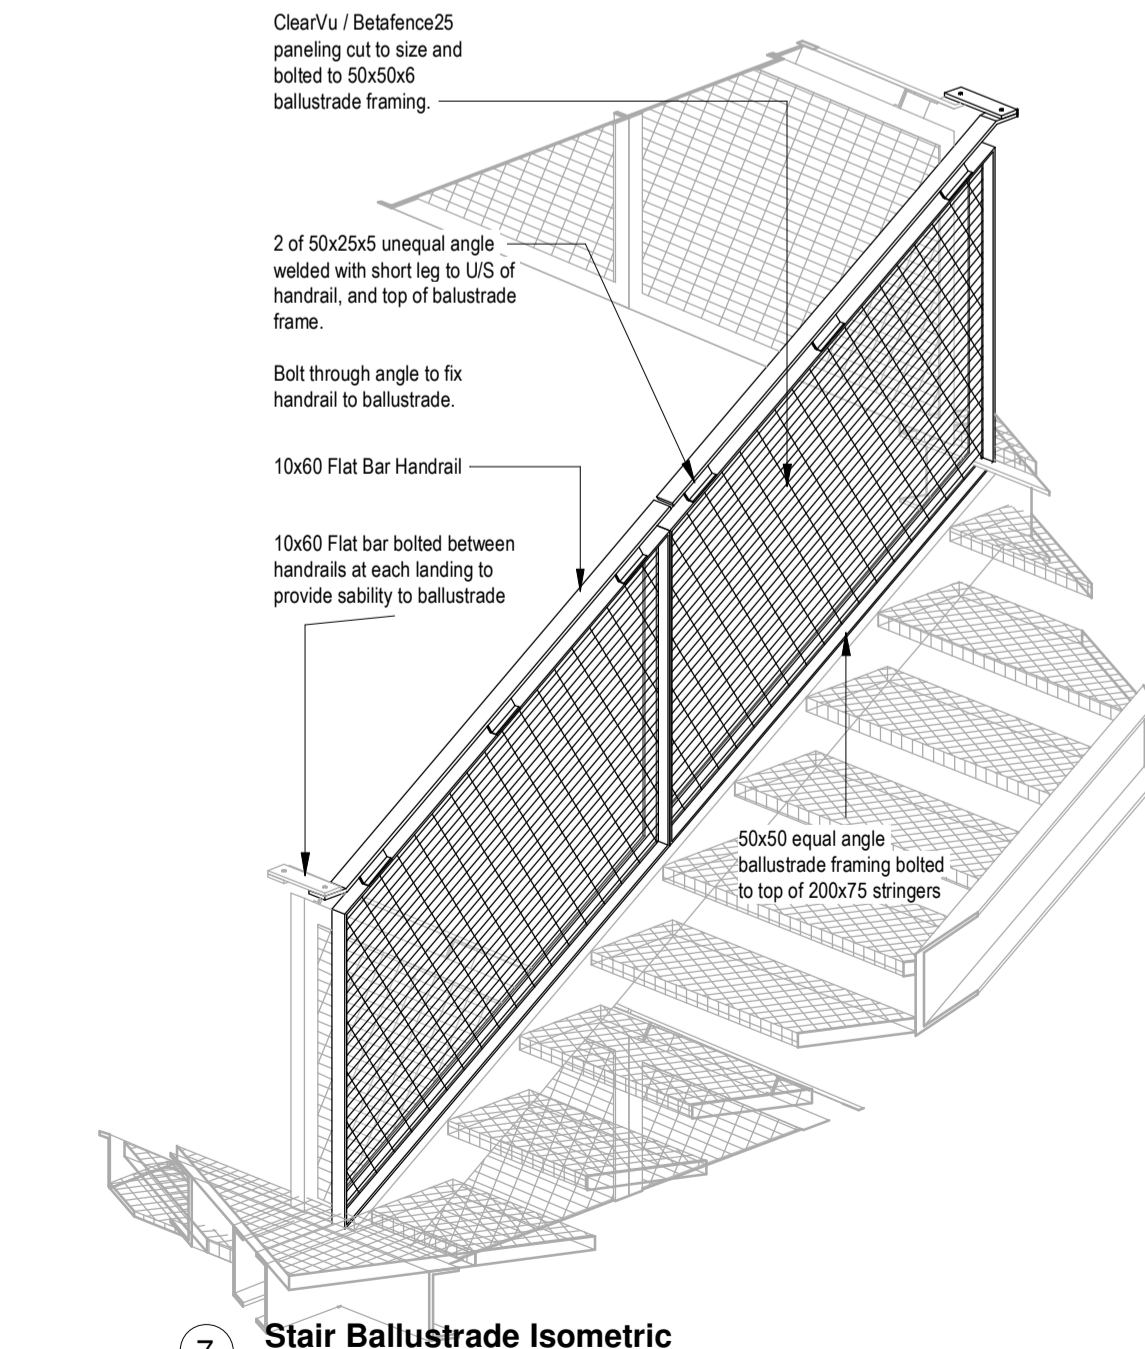 ClearVu / Betafence25
paneling cut to size and
bolted to 50x50x6
ballustrade framing.
2 of 50x25x5 unequal angle
welded with short leg to U/S of
handrail, and top of balustrade
frame.
Bolt through angle to fix
handrail to ballustrade.
10x60 Flat Bar Handrail
10x60 Flat bar bolted between
handrails at each landing to
provide sability to ballustrade
50x50 equal angle
ballustrade framing bolted
to top of 200x75 stringers
Stair Ballustrade Isometric